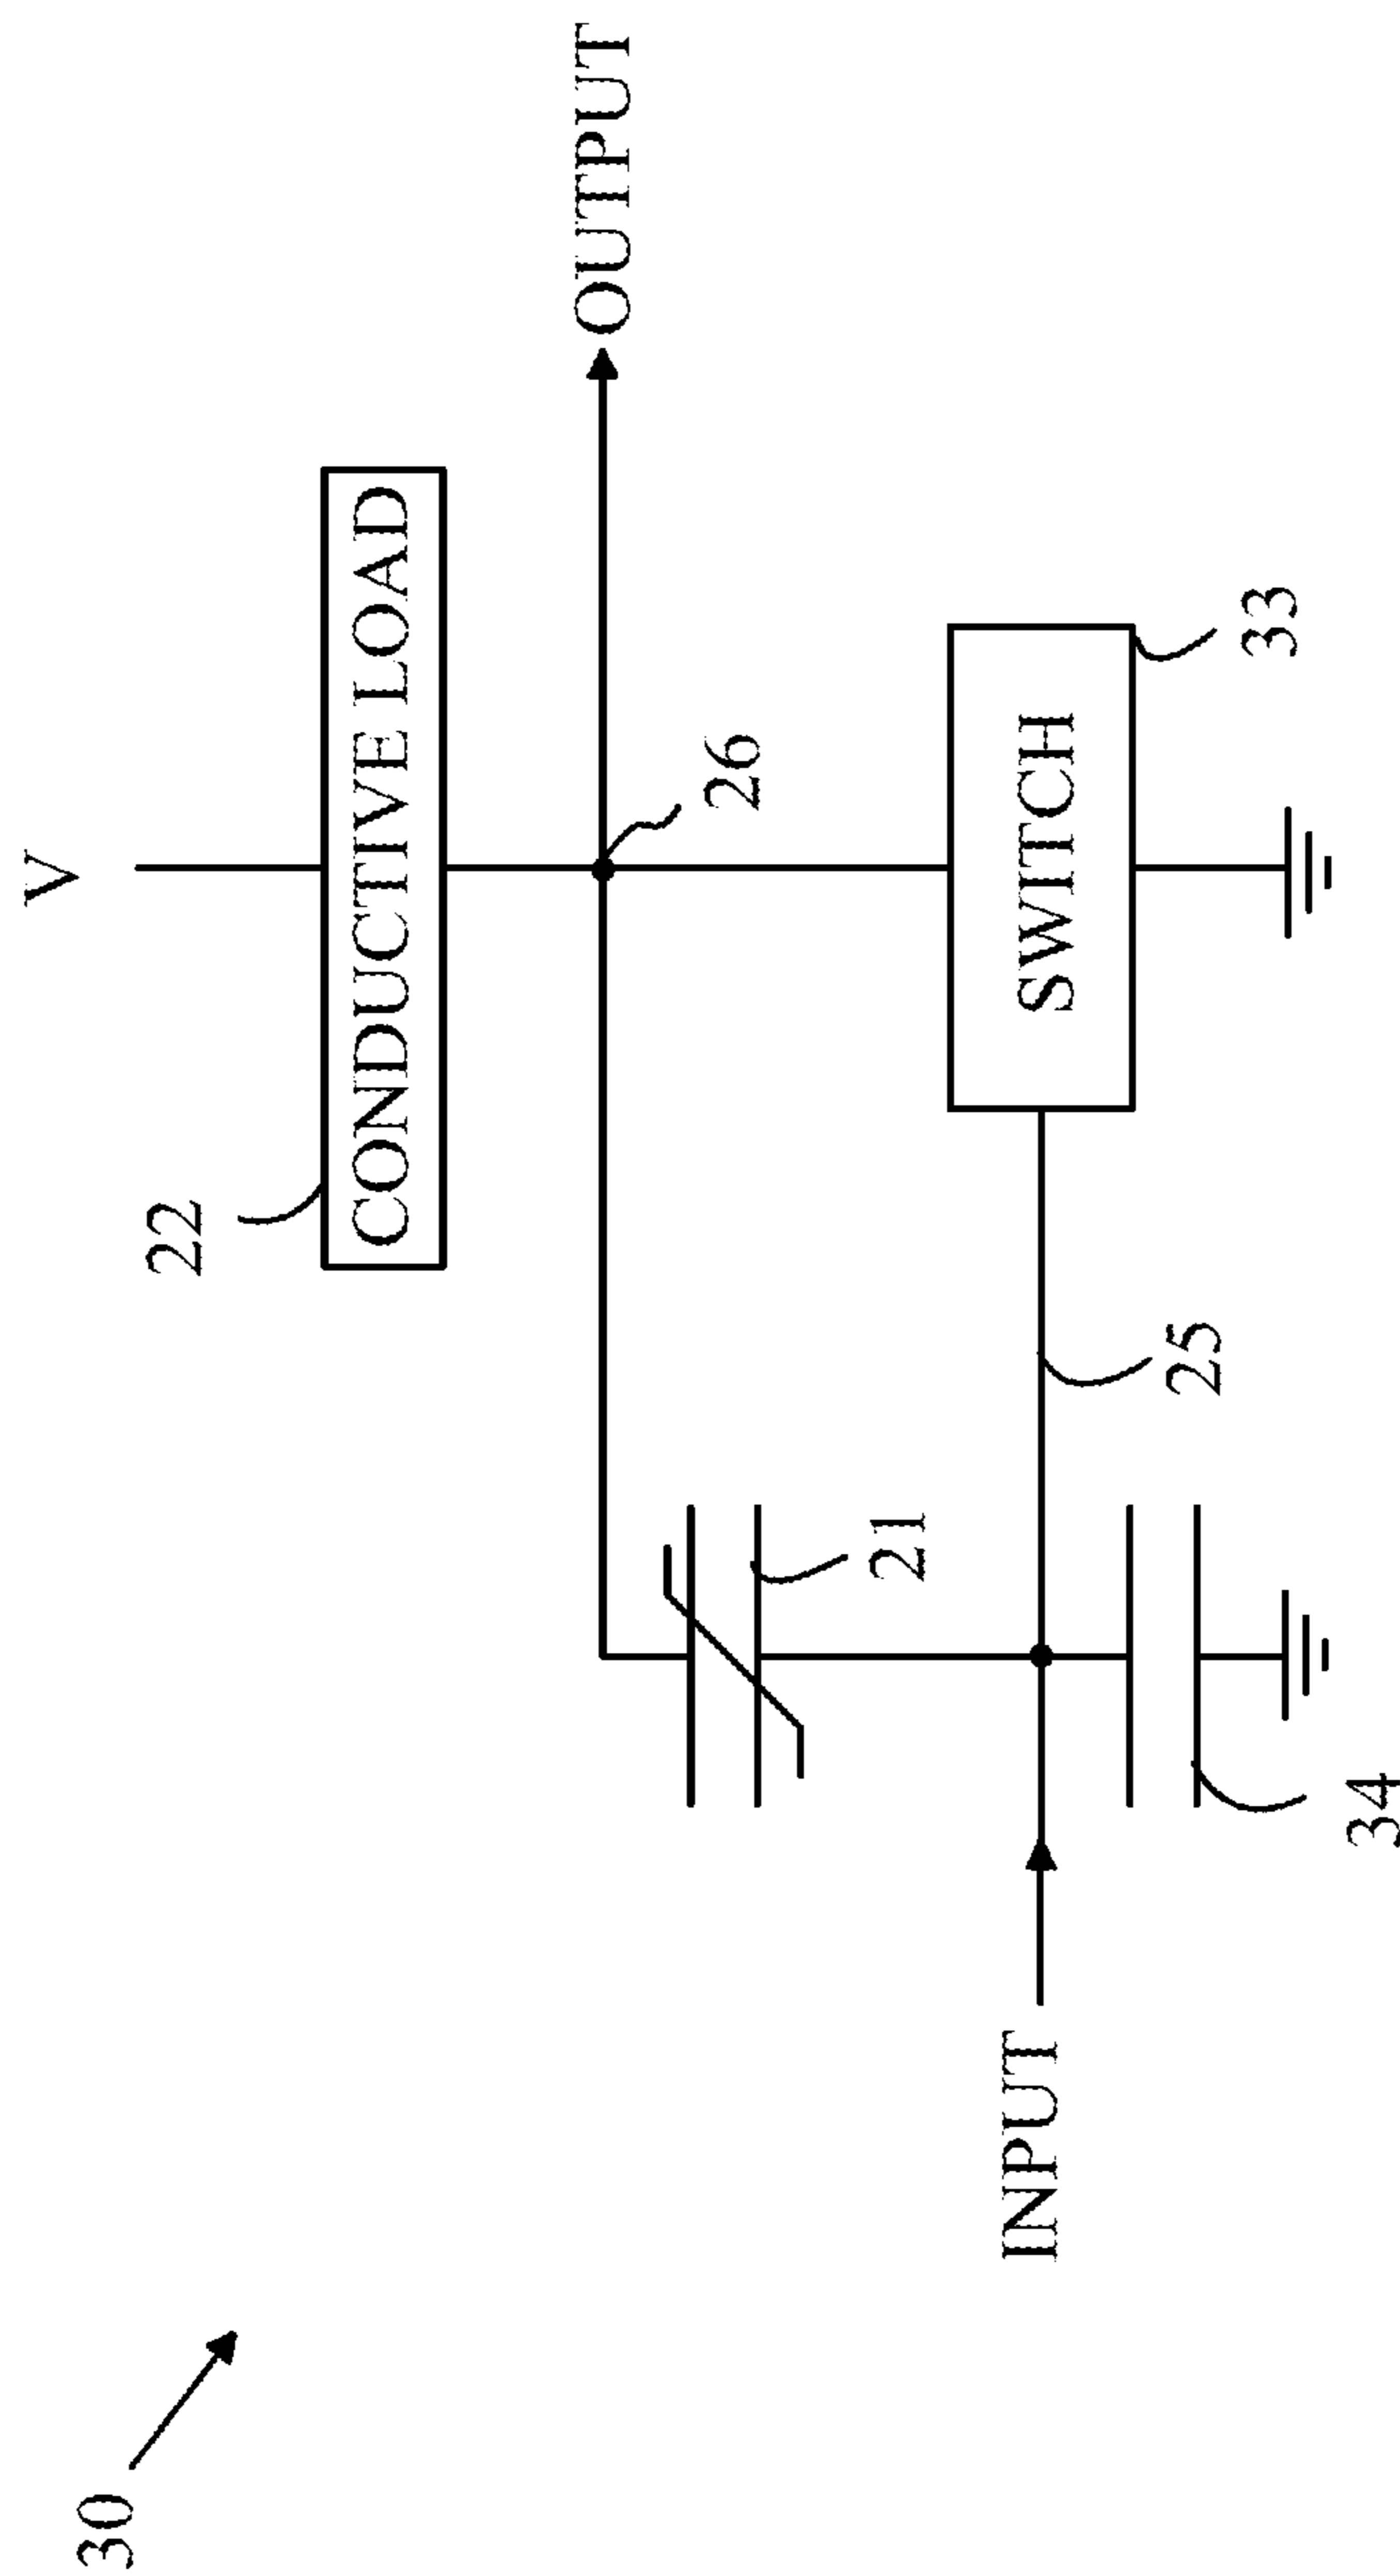 30
V
22
CONDUCTIVE LOAD
OUTPUT
26
21
INPUT
25
SWITCH
33
34